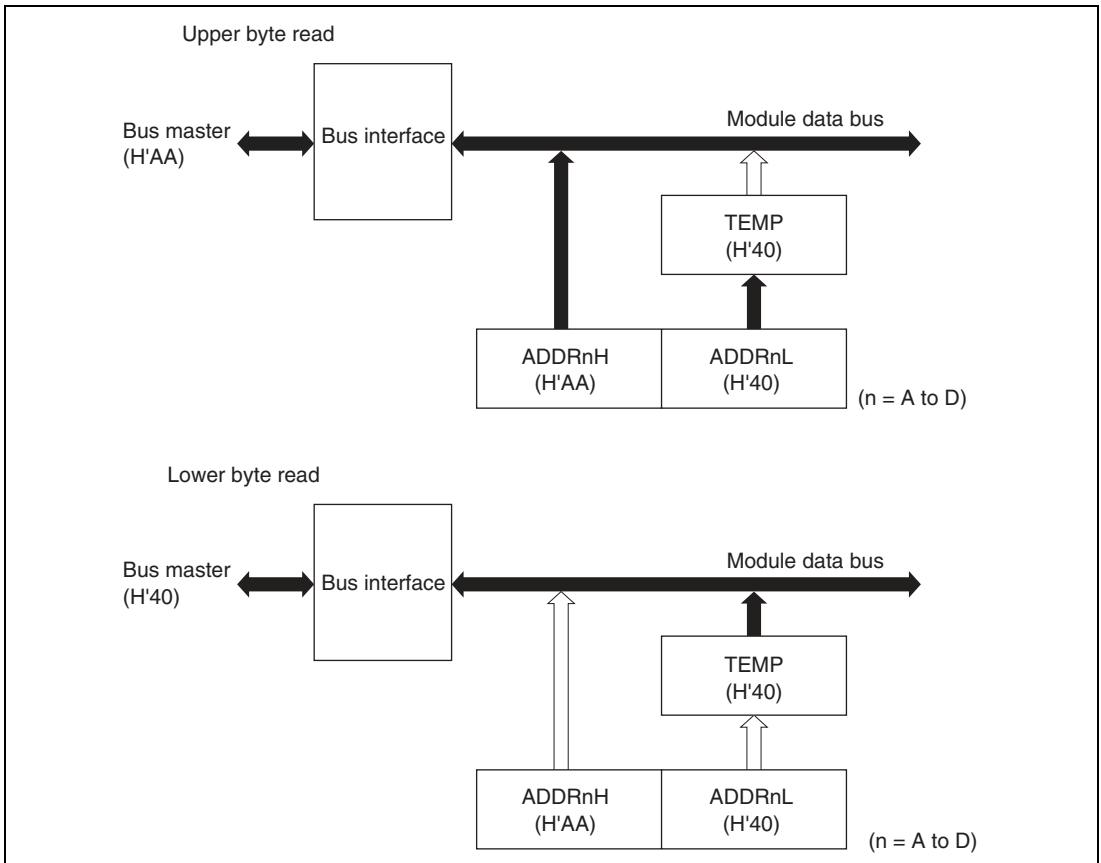 Upper byte read
Bus master
(H'AA)
Bus interface
Module data bus
TEMP
(H'40)
ADDRnH
(H'AA)
ADDRnL
(H'40)
(n = A to D)
Lower byte read
Bus master
(H'40)
Bus interface
Module data bus
TEMP
(H'40)
ADDRnH
(H'AA)
ADDRnL
(H'40)
(n = A to D)